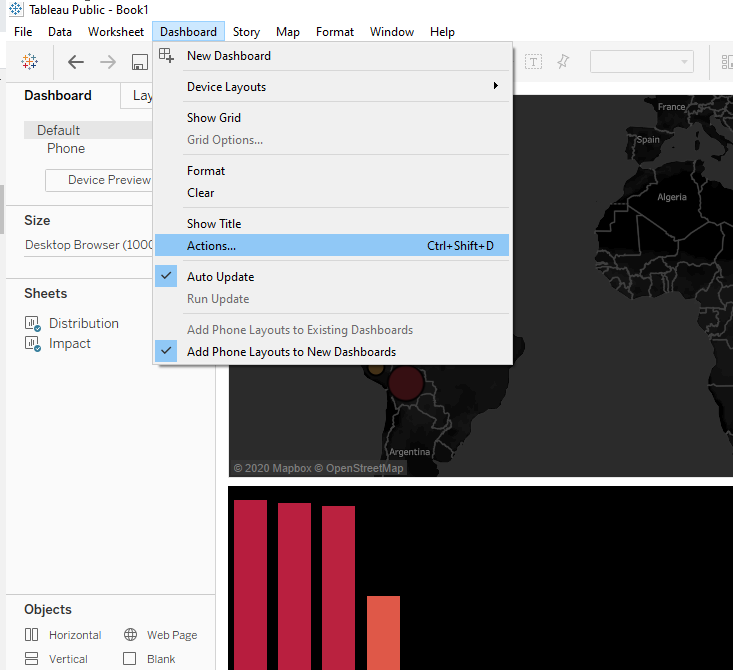 Tableau Public - Book1
File Data Worksheet Dashboard Story Map Format Window Help
New Dashboard
Device Layouts
Show Grid
Grid Options...
Format
Clear
Show Title
Actions... Ctrl+Shift+D
Auto Update
Run Update
Add Phone Layouts to Existing Dashboards
Add Phone Layouts to New Dashboards
T
Dashboard Lay
Default
Phone
Device Preview
Size
Desktop Browser (1000
Sheets
Distribution
Impact
Objects
Horizontal Web Page
Vertical Blank
France
Spain
Algeria
Argentina
© 2020 Mapbox © OpenStreetMap